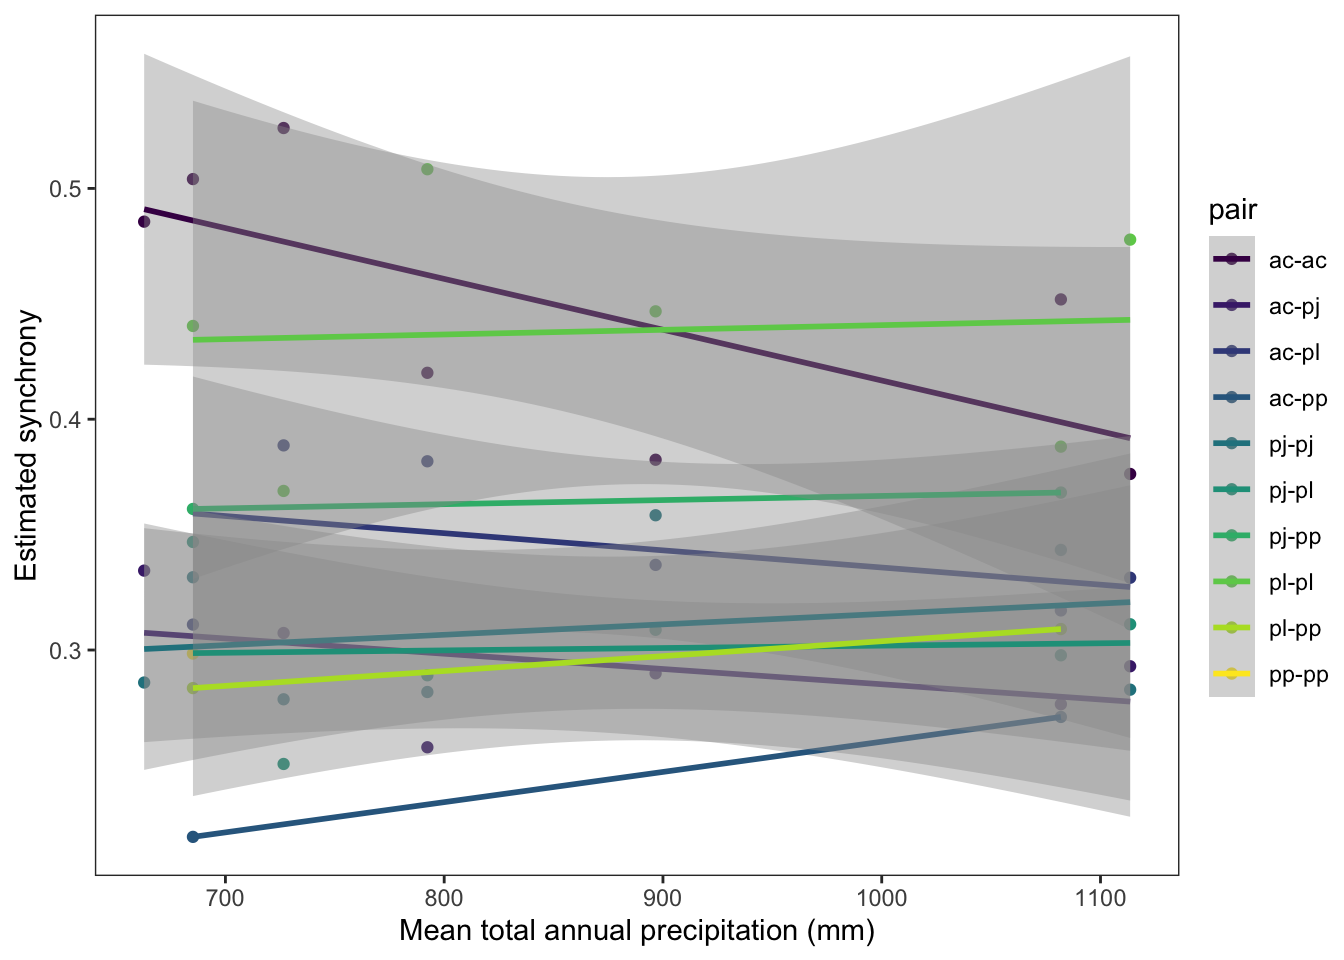 Estimated synchrony
0.5
0.4
0.3
700
800
900
1000
1100
Mean total annual precipitation (mm)
pair
ac-ac
ac-pj
ac-pl
ac-pp
pj-pj
pj-pl
pj-pp
pl-pl
pl-pp
pp-pp